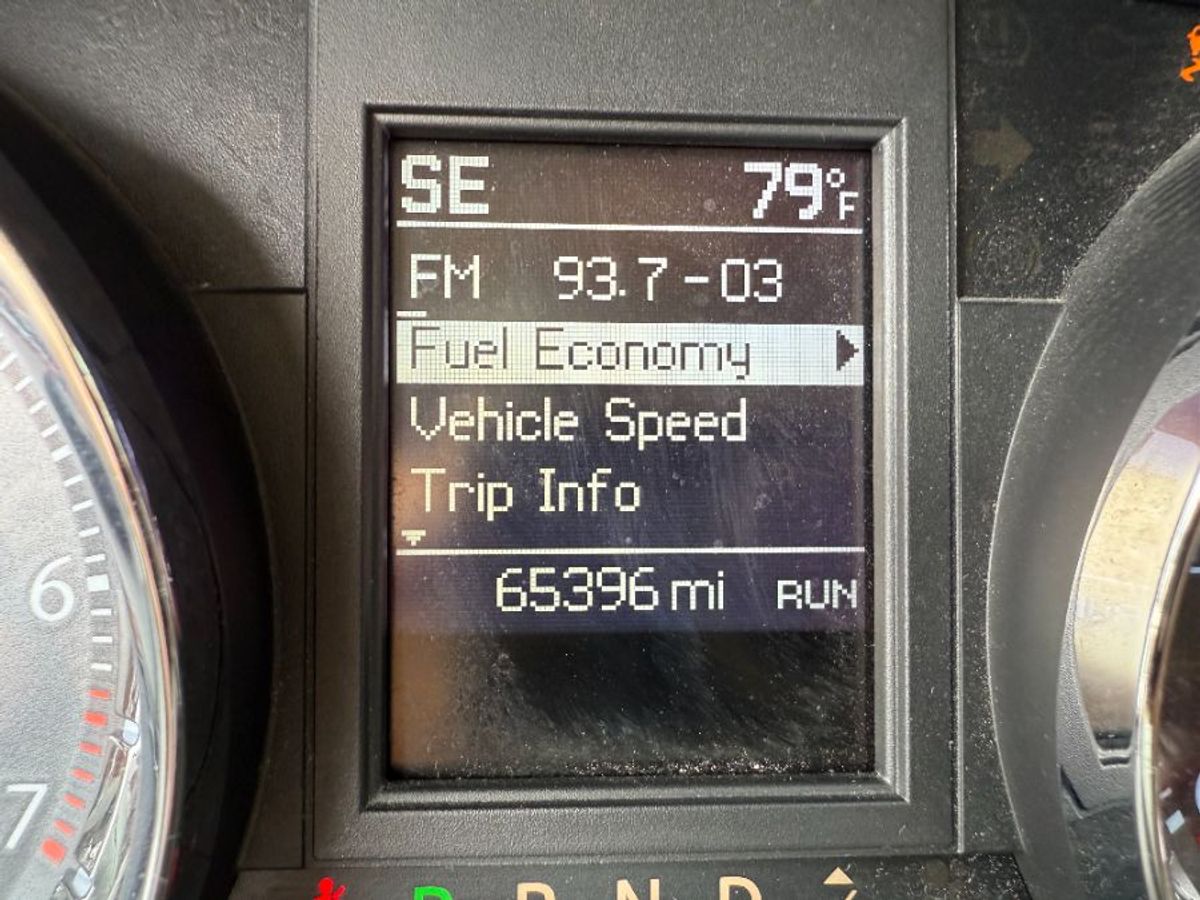 SE 79°F
FM 93.7-03
Fuel Economy
Vehicle Speed
Trip Info
65396 mi RUN
6
7
P R N D